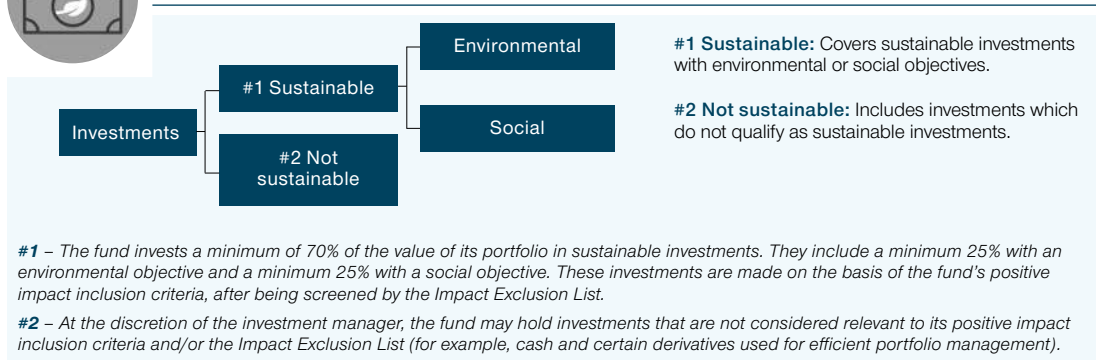 Environmental
#1 Sustainable
Investments
Social
#2 Not
sustainable
#1 Sustainable: Covers sustainable investments
with environmental or social objectives.
#2 Not sustainable: Includes investments which
do not qualify as sustainable investments.
#1 – The fund invests a minimum of 70% of the value of its portfolio in sustainable investments. They include a minimum 25% with an
environmental objective and a minimum 25% with a social objective. These investments are made on the basis of the fund's positive
impact inclusion criteria, after being screened by the Impact Exclusion List.
#2 – At the discretion of the investment manager, the fund may hold investments that are not considered relevant to its positive impact
inclusion criteria and/or the Impact Exclusion List (for example, cash and certain derivatives used for efficient portfolio management).